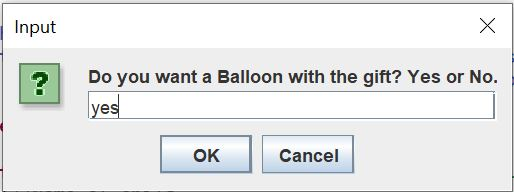 Input
Do you want a Balloon with the gift? Yes or No.
yes
OK
Cancel